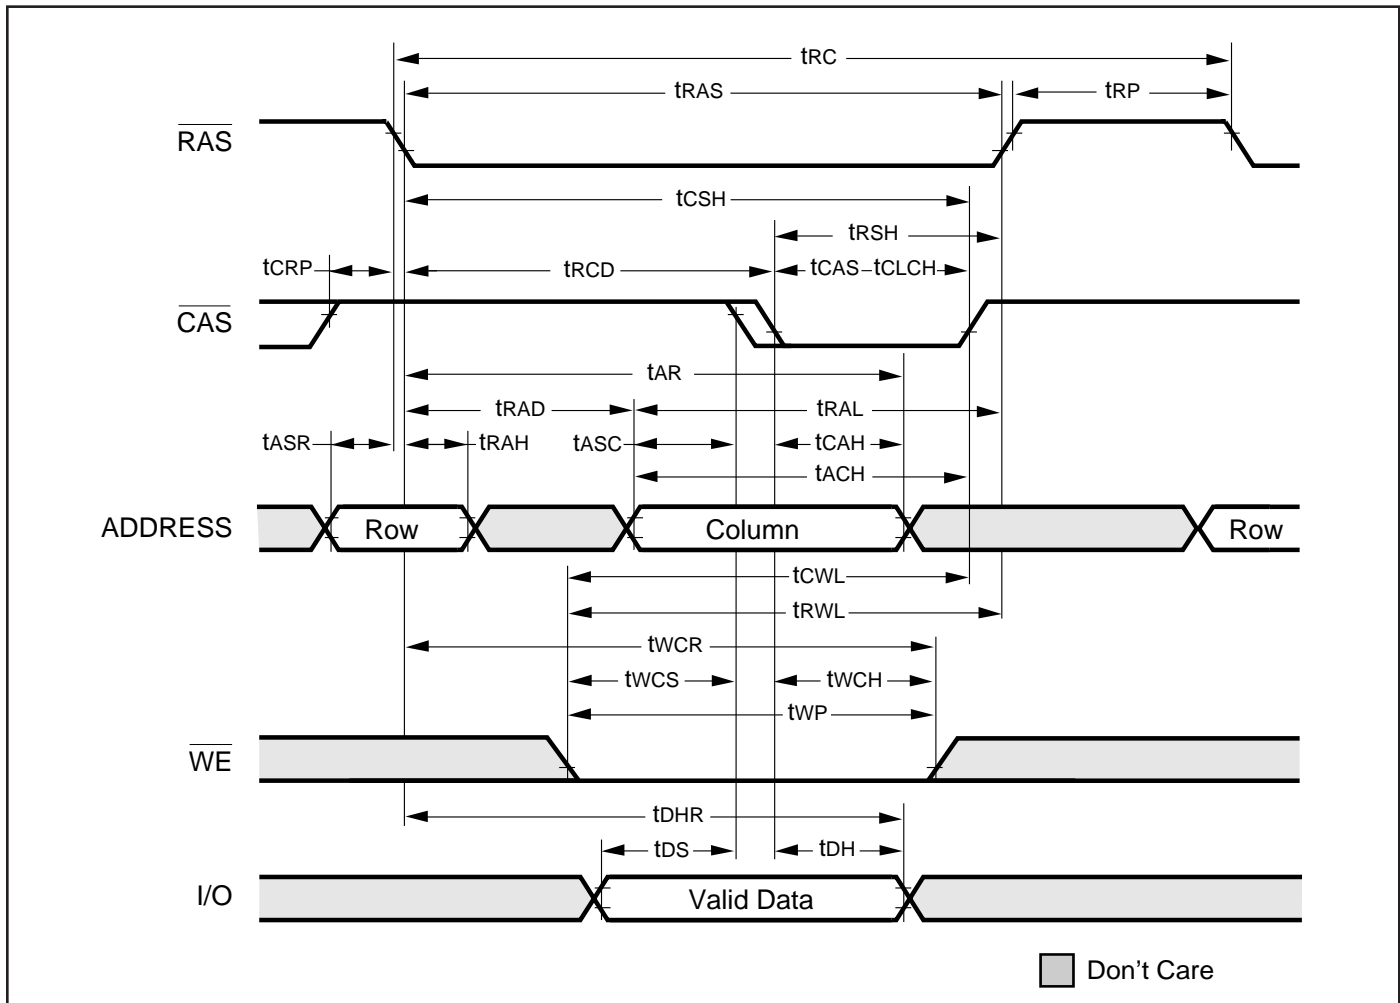 tRC
tRAS
tRP
RAS
tCSH
tRSH
tCRP
tRCD
tCAS
tCLCH
CAS
tAR
tRAD
tRAL
tASR
tRAH
tASC
tCAH
tACH
ADDRESS
Row
Column
Row
tCWL
tRWL
tWCR
tWCS
tWCH
tWP
WE
tDHR
tDS
tDH
I/O
Valid Data
Don't Care